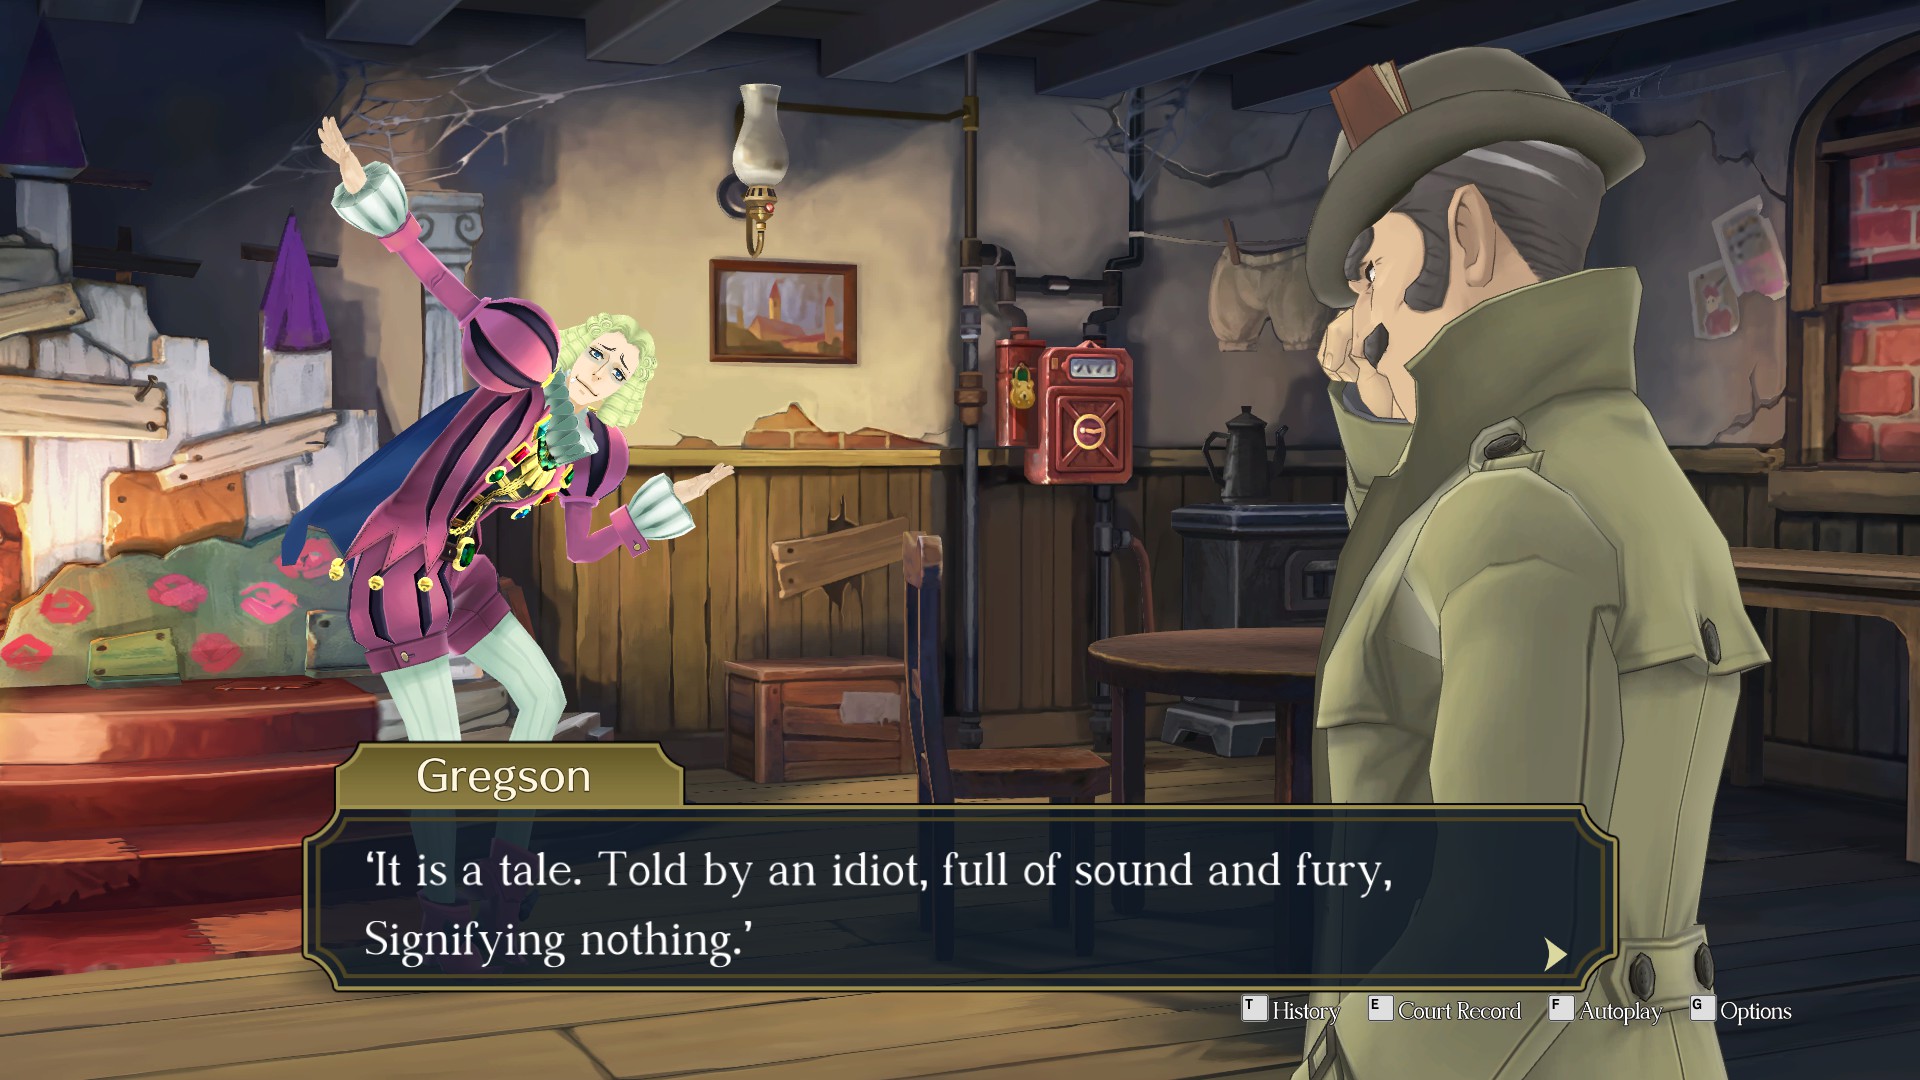 Gregson
‘It is a tale. Told by an idiot, full of sound and fury,
Signifying nothing.’
T History E Court Record F Autoplay G Options